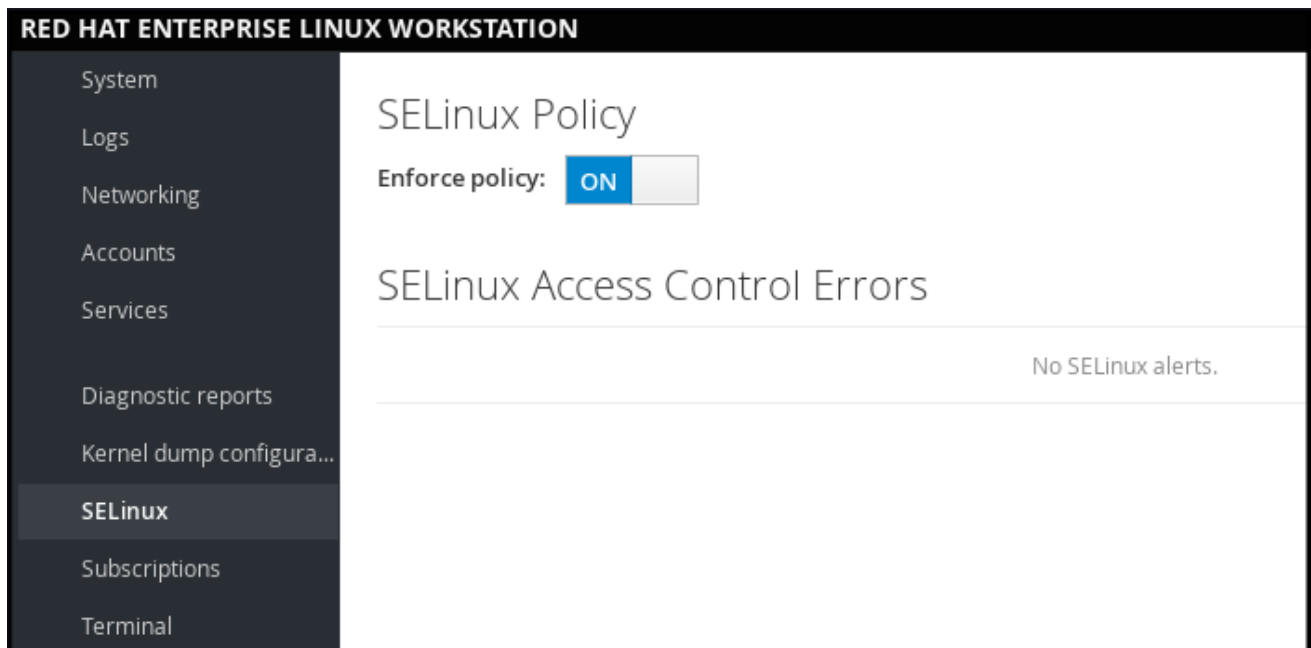 RED HAT ENTERPRISE LINUX WORKSTATION
System
Logs
Networking
Accounts
Services
Diagnostic reports
Kernel dump configura...
SELinux
Subscriptions
Terminal
SELinux Policy
Enforce policy: ON
SELinux Access Control Errors
No SELinux alerts.